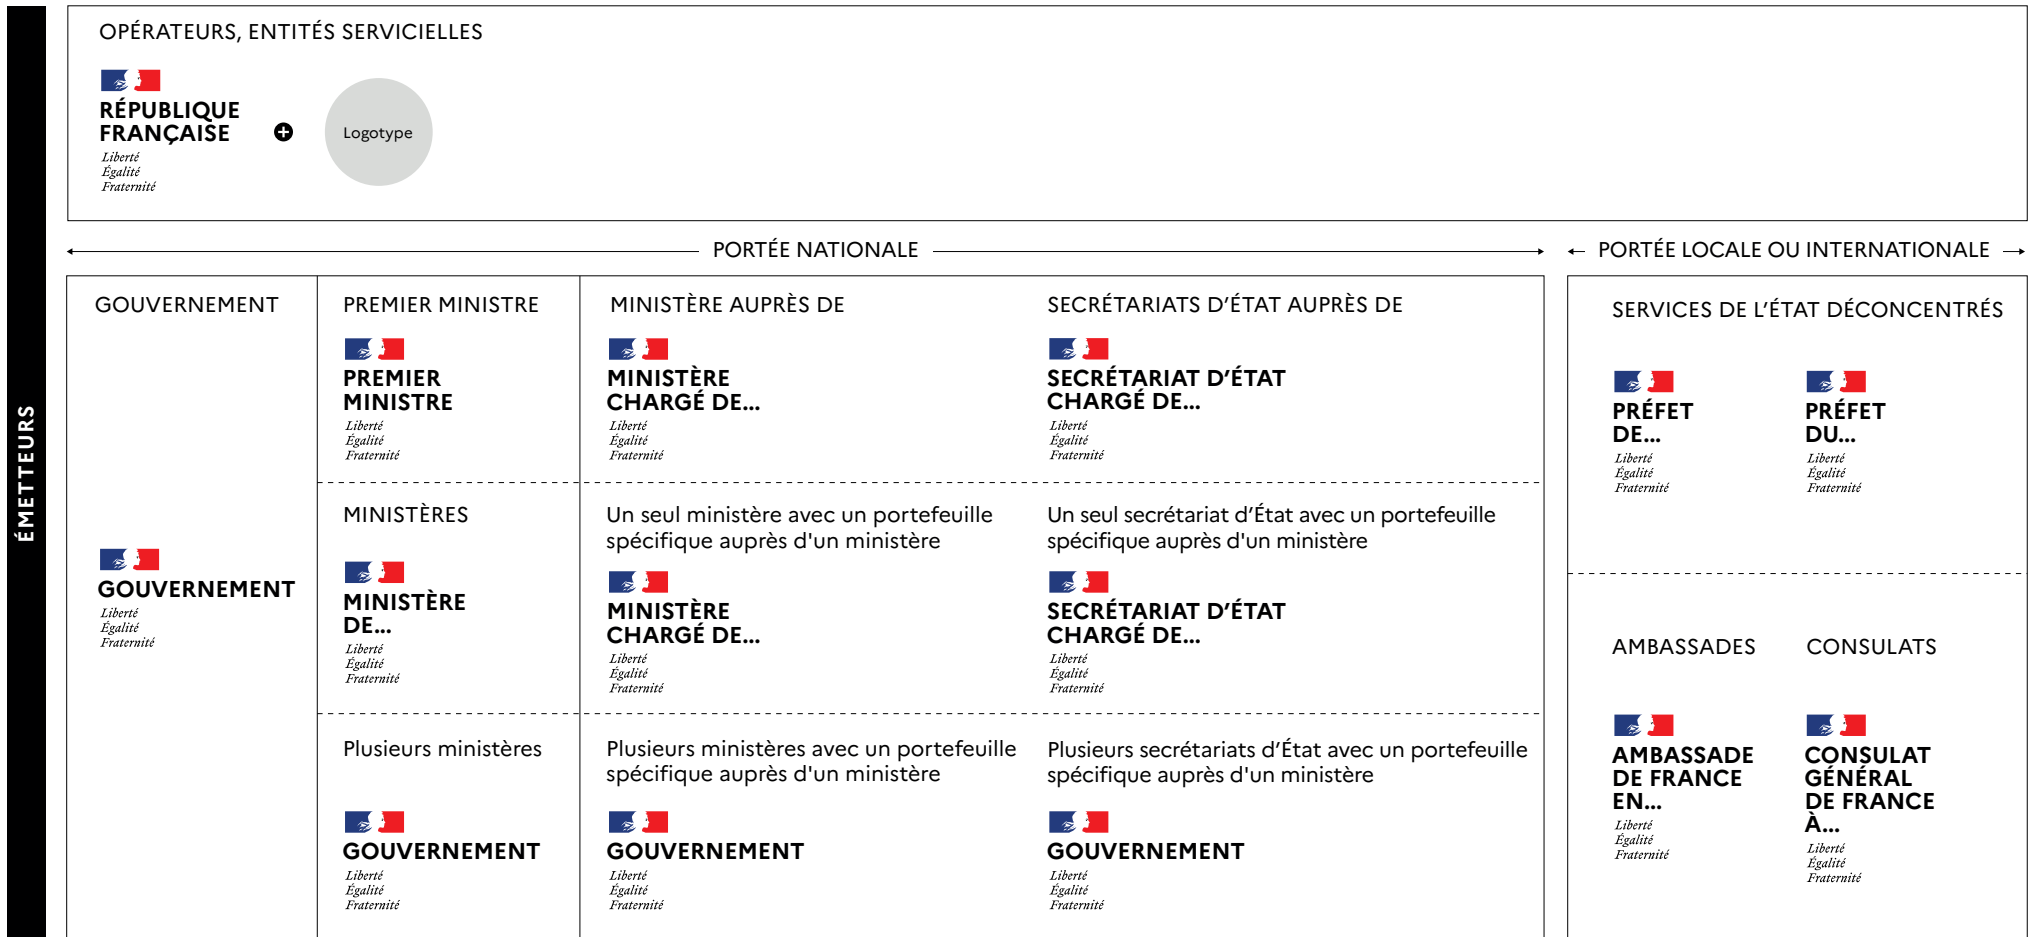 ÉMETTEURS
OPÉRATEURS, ENTITÉS SERVICIELLES
RÉPUBLIQUE
FRANÇAISE
Liberté
Égalité
Fraternité
Logotype
PORTÉE NATIONALE
PORTÉE LOCALE OU INTERNATIONALE
GOUVERNEMENT
GOUVERNEMENT
Liberté
Égalité
Fraternité
PREMIER MINISTRE
PREMIER
MINISTRE
Liberté
Égalité
Fraternité
MINISTÈRE AUPRÈS DE
MINISTÈRE
CHARGÉ DE...
Liberté
Égalité
Fraternité
SECRÉTARIATS D'ÉTAT AUPRÈS DE
SECRÉTARIAT D'ÉTAT
CHARGÉ DE...
Liberté
Égalité
Fraternité
MINISTÈRES
MINISTÈRE
DE...
Liberté
Égalité
Fraternité
Un seul ministère avec un portefeuille
spécifique auprès d'un ministère
MINISTÈRE
CHARGÉ DE...
Liberté
Égalité
Fraternité
Un seul secrétariat d'État avec un portefeuille
spécifique auprès d'un ministère
SECRÉTARIAT D'ÉTAT
CHARGÉ DE...
Liberté
Égalité
Fraternité
Plusieurs ministères
GOUVERNEMENT
Liberté
Égalité
Fraternité
Plusieurs ministères avec un portefeuille
spécifique auprès d'un ministère
GOUVERNEMENT
Liberté
Égalité
Fraternité
Plusieurs secrétariats d'État avec un portefeuille
spécifique auprès d'un ministère
GOUVERNEMENT
Liberté
Égalité
Fraternité
SERVICES DE L'ÉTAT DÉCONCENTRÉS
PRÉFET
DE...
Liberté
Égalité
Fraternité
PRÉFET
DU...
Liberté
Égalité
Fraternité
AMBASSADES
AMBASSADE
DE FRANCE
EN...
Liberté
Égalité
Fraternité
CONSULATS
CONSULAT
GÉNÉRAL
DE FRANCE
À...
Liberté
Égalité
Fraternité